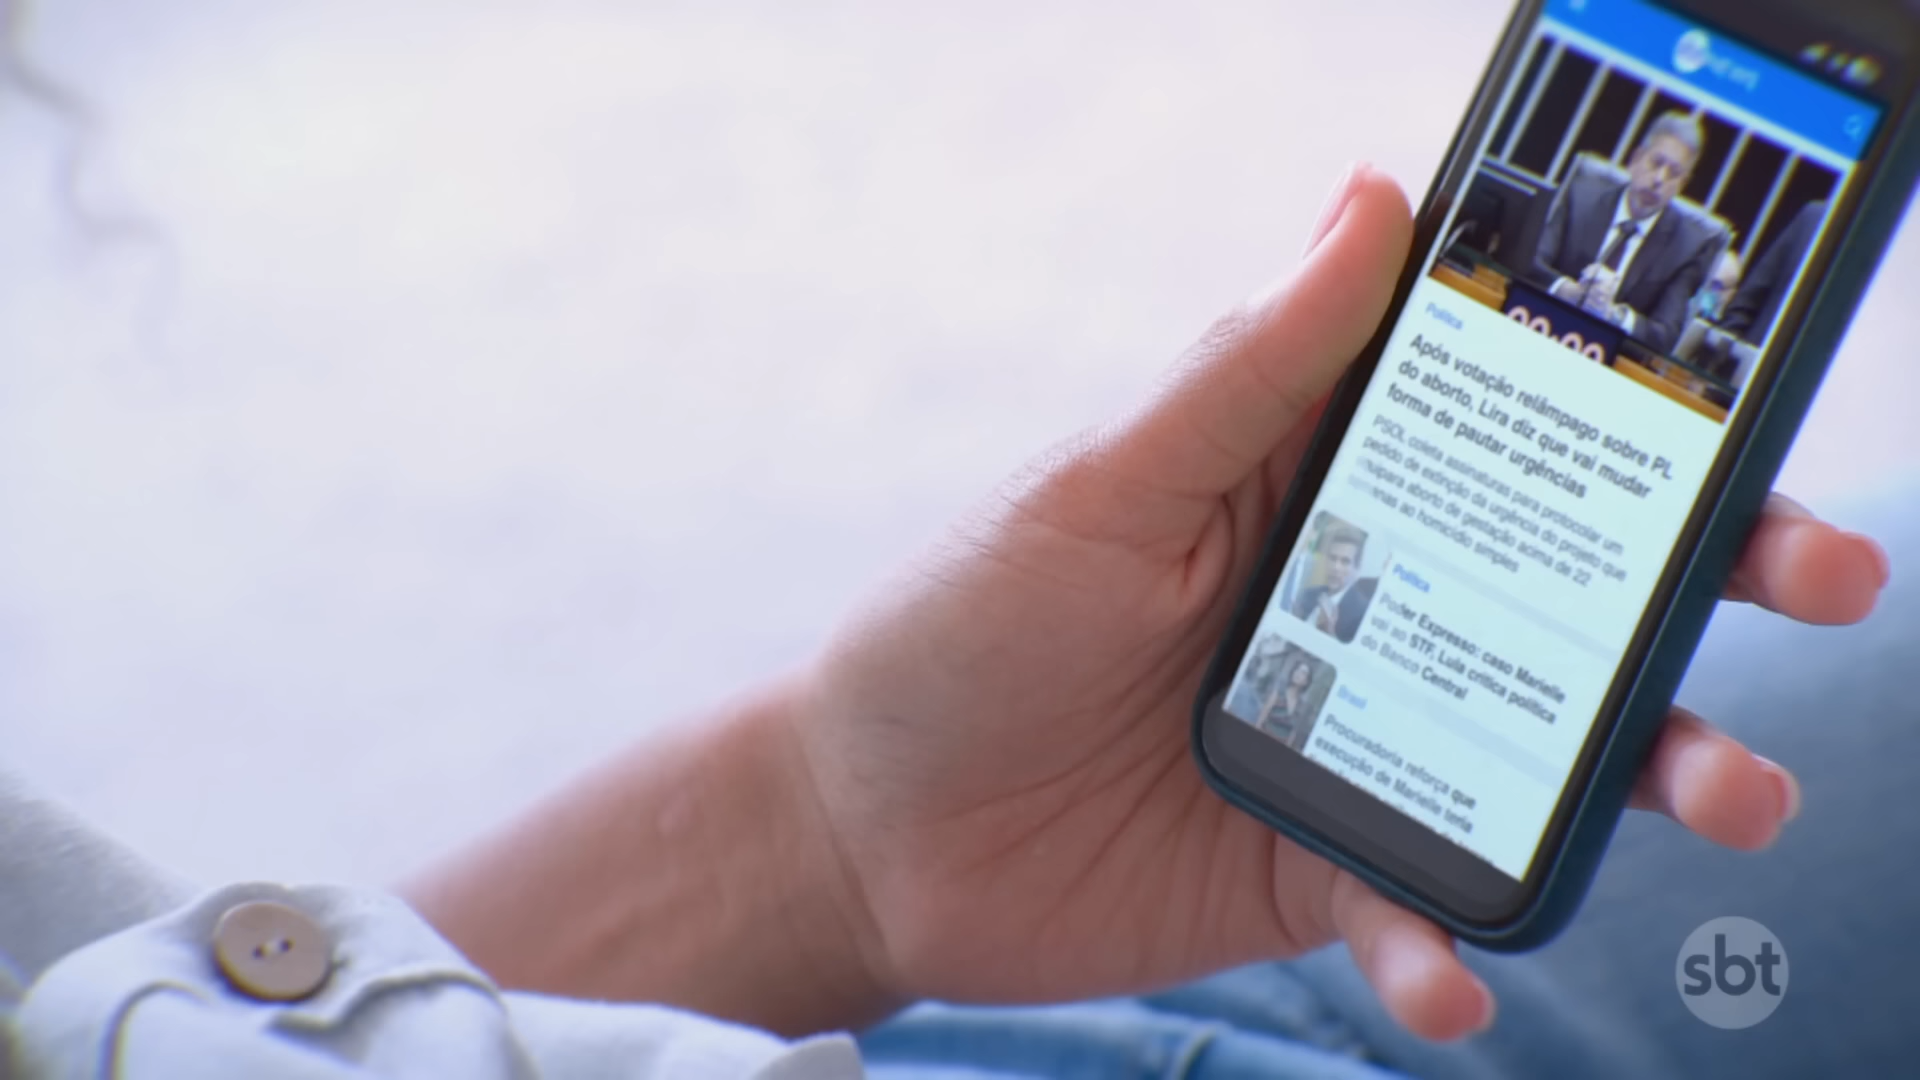 news
Política
Após votação relâmpago sobre PL
do aborto, Lira diz que vai mudar
forma de pautar urgências
PSOL coleta assinaturas para protocolar um
pedido de extinção da urgência do projeto que
equipara aborto de gestação acima de 22
semanas ao homicídio simples
Política
Poder Expresso: caso Marielle
vai ao STF, Lula critica política
do Banco Central
Brasil
Procuradoria reforça que
execução de Marielle teria
sbt